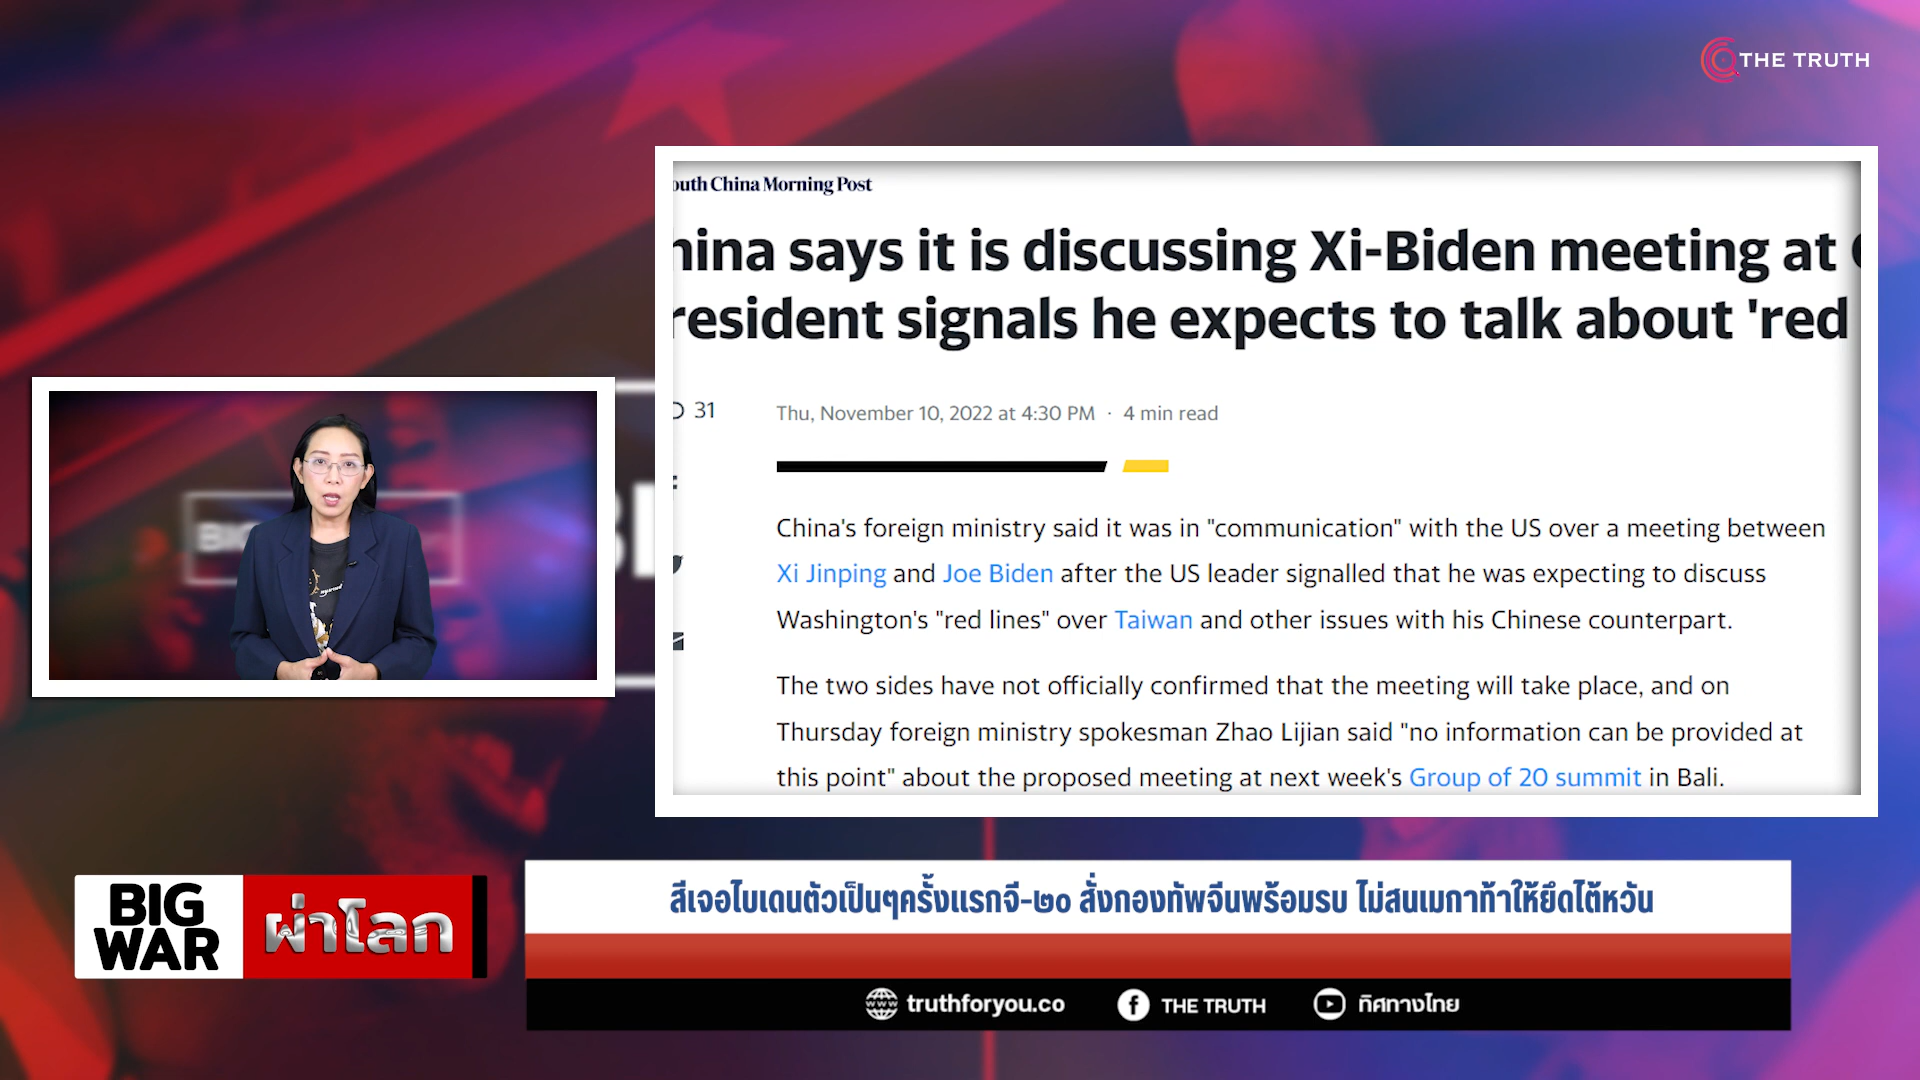 THE TRUTH
outh China Morning Post
hina says it is discussing Xi-Biden meeting at
resident signals he expects to talk about 'red
31
Thu, November 10, 2022 at 4:30 PM · 4 min read
China's foreign ministry said it was in "communication" with the US over a meeting between
Xi Jinping and Joe Biden after the US leader signalled that he was expecting to discuss
Washington's "red lines" over Taiwan and other issues with his Chinese counterpart.
The two sides have not officially confirmed that the meeting will take place, and on
Thursday foreign ministry spokesman Zhao Lijian said "no information can be provided at
this point" about the proposed meeting at next week's Group of 20 summit in Bali.
BIG
WAR
ผ่าโลก
สีเจอไบเดนตัวเป็นๆครั้งแรกจี-๒๐ สั่งกองทัพจีนพร้อมรบ ไม่สนเมกาท้าให้ยึดไต้หวัน
truthforyou.co
THE TRUTH
ทิศทางไทย